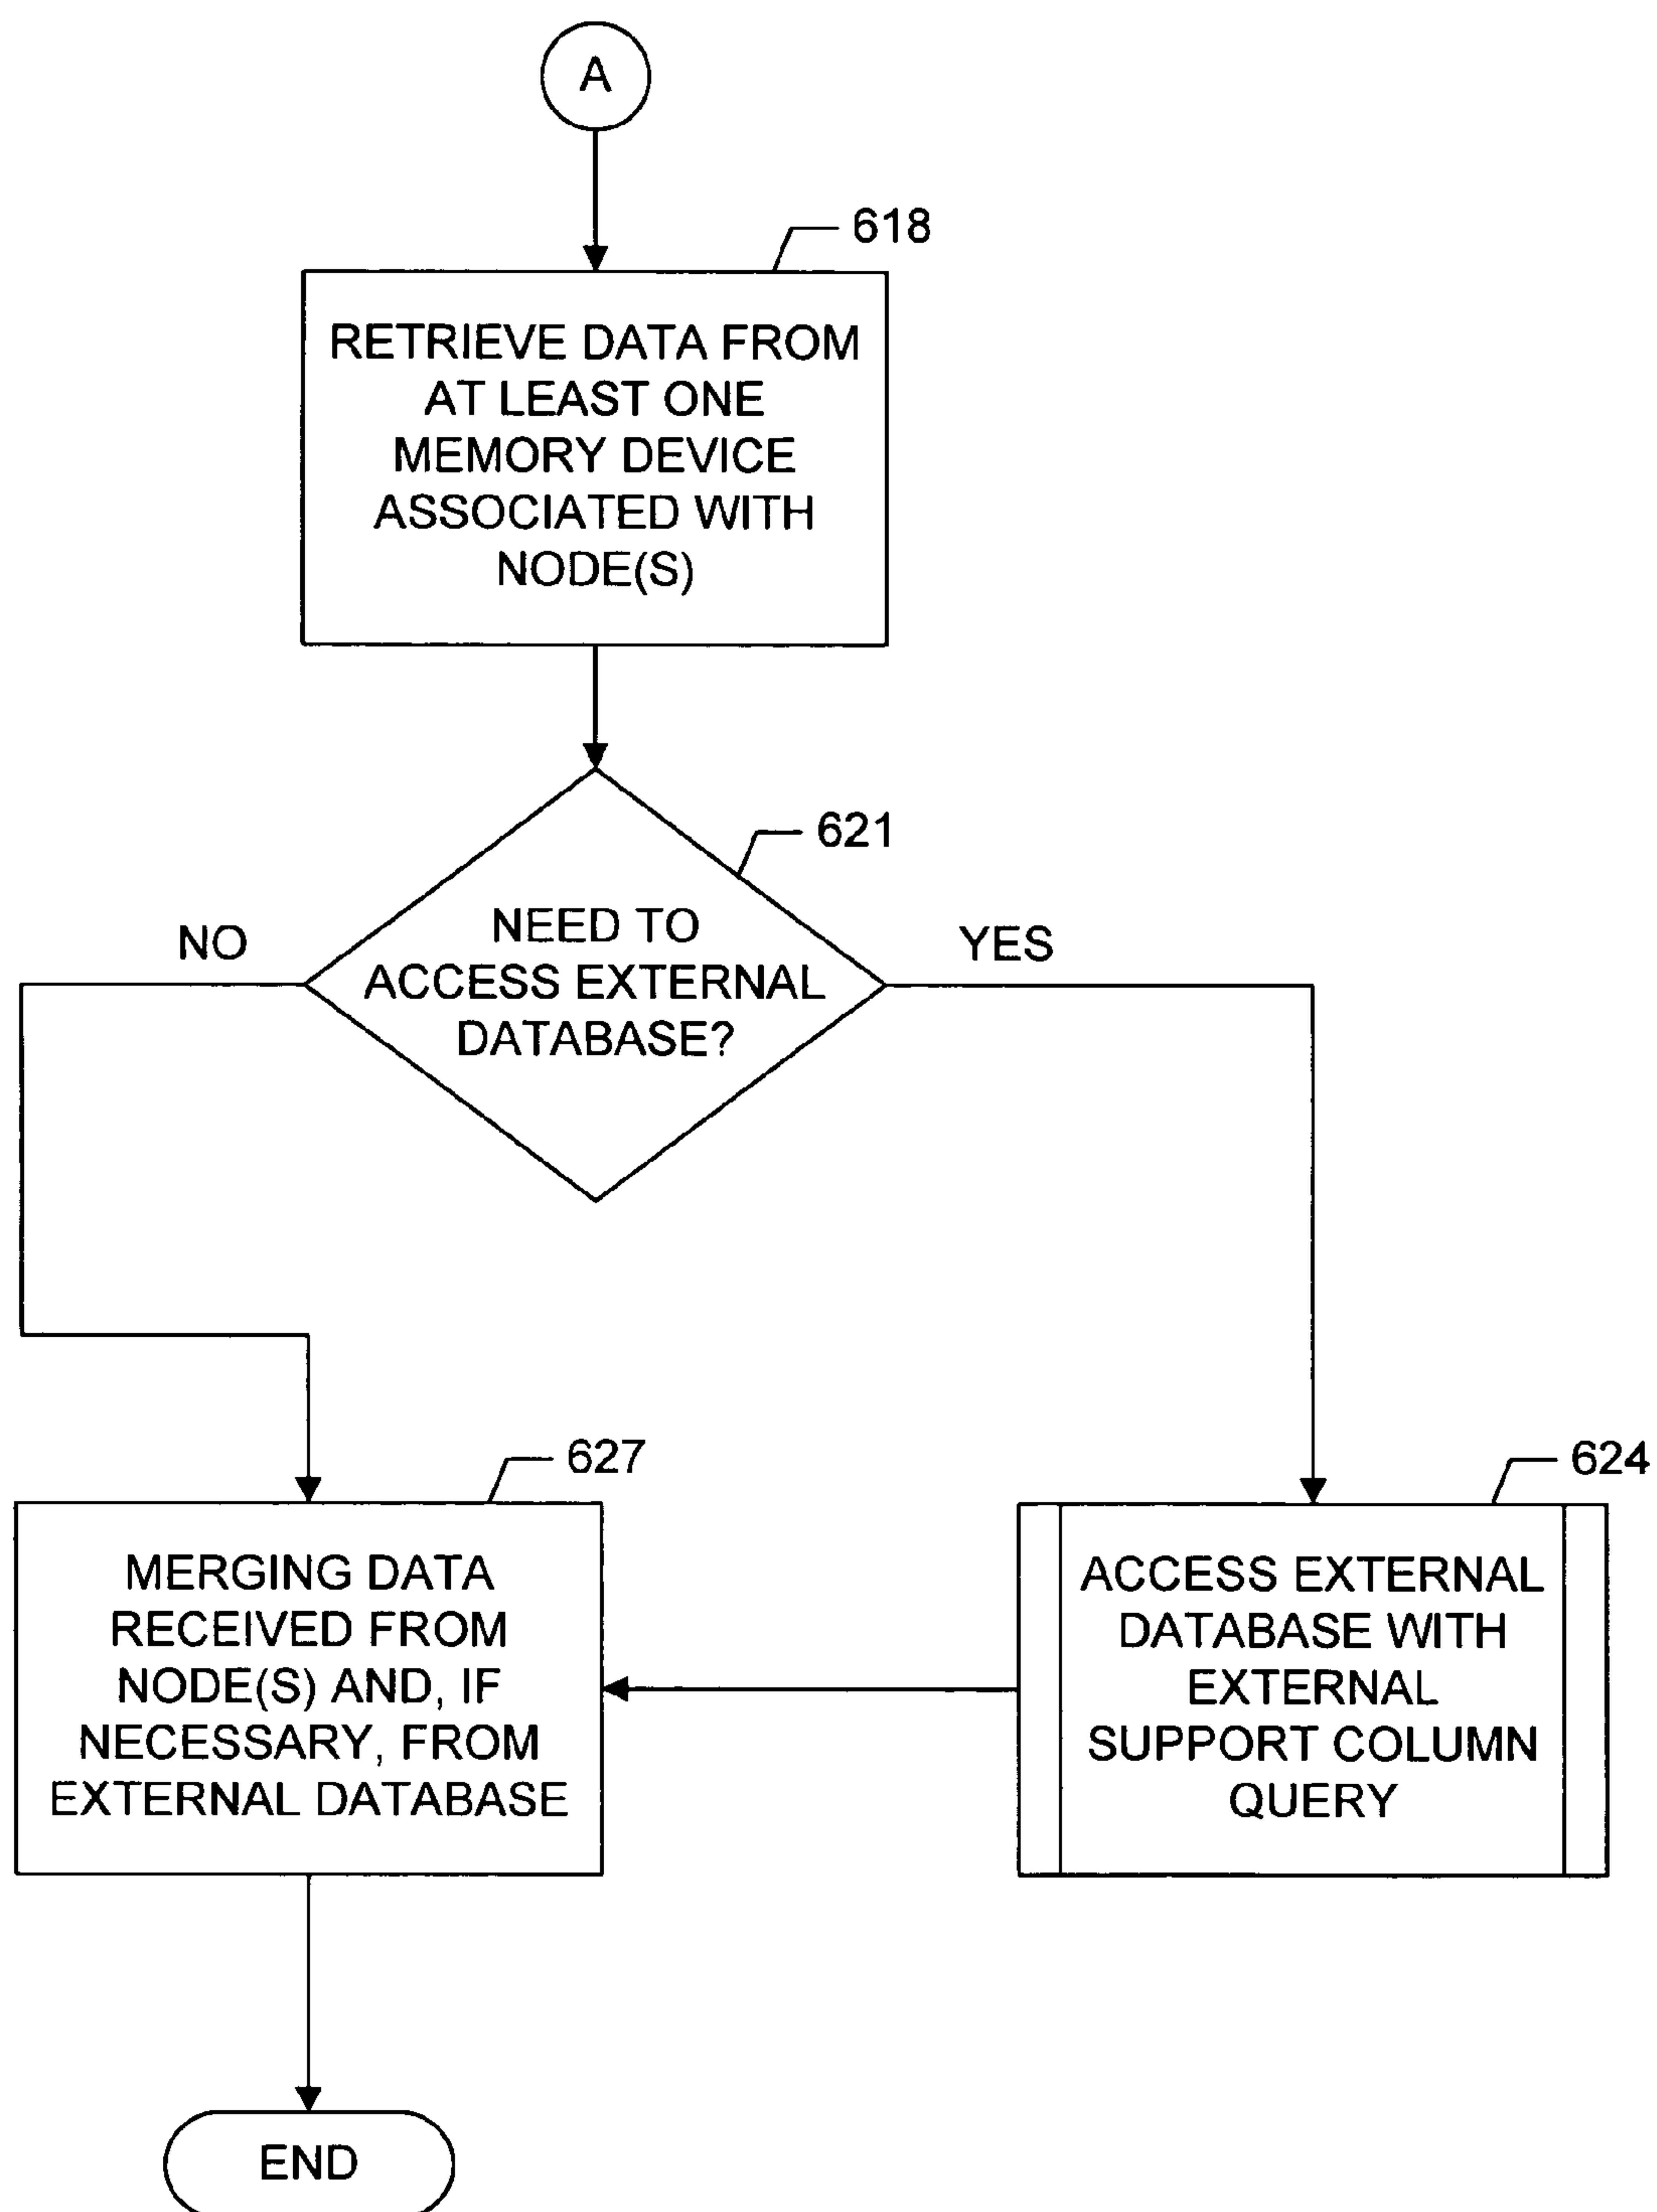 A
618
RETRIEVE DATA FROM
AT LEAST ONE
MEMORY DEVICE
ASSOCIATED WITH
NODE(S)
621
NEED TO
ACCESS EXTERNAL
DATABASE?
NO
YES
627
MERGING DATA
RECEIVED FROM
NODE(S) AND, IF
NECESSARY, FROM
EXTERNAL DATABASE
624
ACCESS EXTERNAL
DATABASE WITH
EXTERNAL
SUPPORT COLUMN
QUERY
END